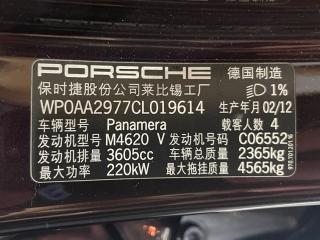 PORSCHE 德国制造
保时捷股份公司莱比锡工厂 1%
WP0AA2977CL019614 生产年月02/12
车辆型号 Panamera 载客人数 4
发动机型号 M4620 V 发动机号 C06552
发动机排量 3605cc 车辆总质量 2365kg
最大功率 220kW 最大拖挂质量 4565kg